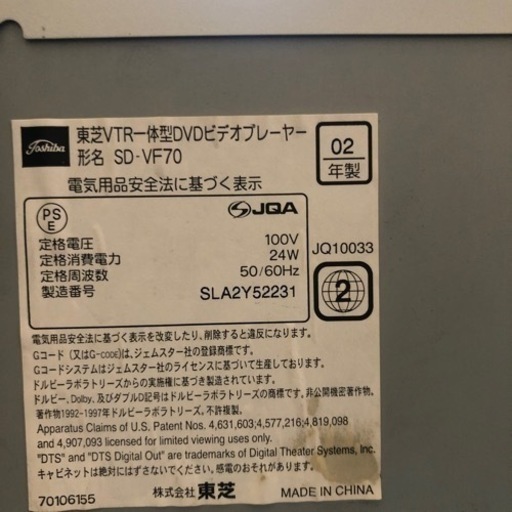 Toshiba
東芝VTR一体型DVDビデオプレーヤー
形名 SD-VF70
02
年製
電気用品安全法に基づく表示
PS
E
JQA
定格電圧 100V
定格消費電力 24W
定格周波数 50/60Hz
製造番号 SLA2Y52231
JQ10033
2
電気用品安全法に基づく表示を改変したり、削除すると違反になります。
Gコード (又はG-CODE)は、ジェムスター社の登録商標です。
Gコードシステムはジェムスター社のライセンスに基づいて生産しております。
ドルビーラボラトリーズからの実施権に基づき製造されています。
ドルビー、Dolby、及びダブルD記号はドルビーラボラトリーズの商標です。非公開機密著作物。
著作物1992-1997年ドルビーラボラトリーズ。不許複製。
Apparatus Claims of U.S. Patent Nos. 4,631,603;4,577,216;4,819,098
and 4,907,093 licensed for limited viewing uses only.
"DTS" and "DTS Digital Out" are trademarks of Digital Theater Systems, Inc.
キャビネットは絶対にはずさないでください。感電のおそれがあります。
70106155 株式会社 東芝 MADE IN CHINA